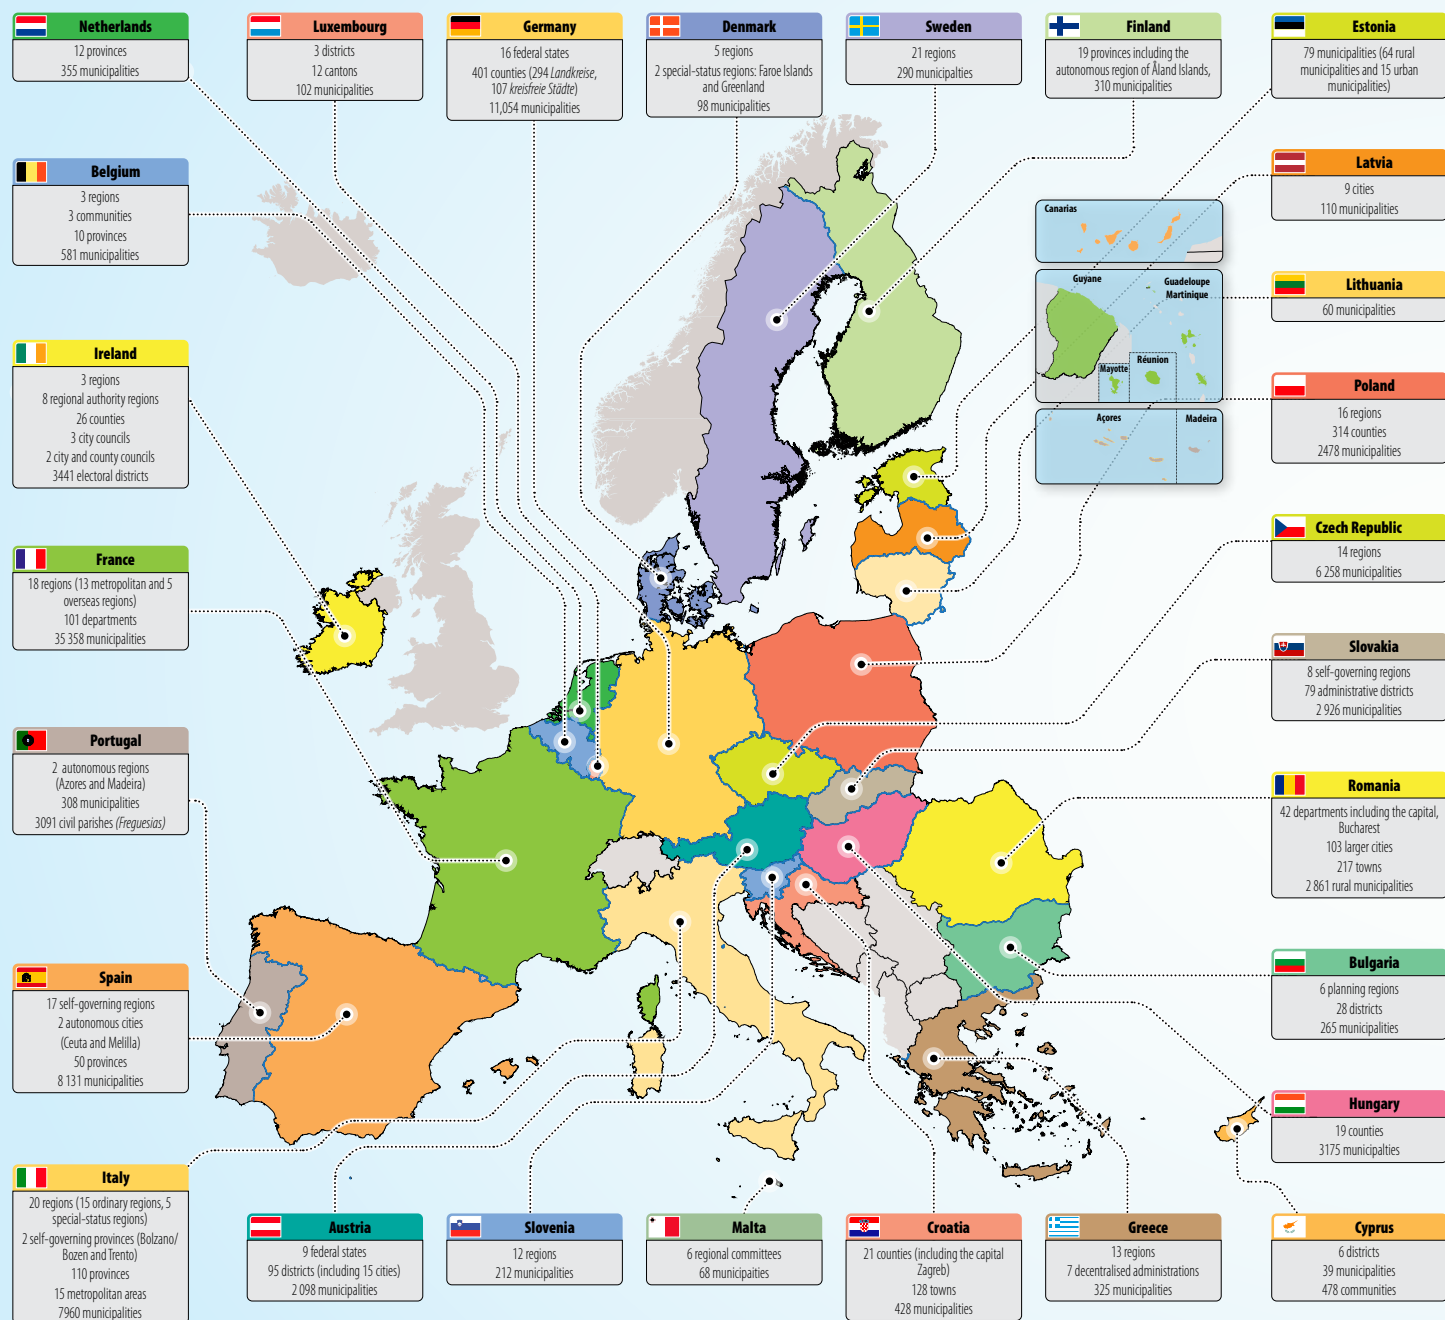 Netherlands
12 provinces
355 municipalities
Luxembourg
3 districts
12 cantons
102 municipalities
Germany
16 federal states
401 counties (294 Landkreise,
107 kreisfreie Städte)
11,054 municipalities
Denmark
5 regions
2 special-status regions: Faroe Islands
and Greenland
98 municipalities
Sweden
21 regions
290 municipalties
Finland
19 provinces including the
autonomous region of Åland Islands,
310 municipalities
Estonia
79 municipalities (64 rural
municipalities and 15 urban
municipalities)
Belgium
3 regions
3 communities
10 provinces
581 municipalities
Latvia
9 cities
110 municipalities
Canarias
Guyane
Guadeloupe
Martinique
Mayotte
Réunion
Açores
Madeira
Lithuania
60 municipalities
Ireland
3 regions
8 regional authority regions
26 counties
3 city councils
2 city and county councils
3441 electoral districts
Poland
16 regions
314 counties
2478 municipalities
Czech Republic
14 regions
6 258 municipalities
France
18 regions (13 metropolitan and 5
overseas regions)
101 departments
35 358 municipalities
Slovakia
8 self-governing regions
79 administrative districts
2 926 municipalities
Portugal
2 autonomous regions
(Azores and Madeira)
308 municipalities
3091 civil parishes (Freguesias)
Romania
42 departments including the capital,
Bucharest
103 larger cities
217 towns
2 861 rural municipalities
Spain
17 self-governing regions
2 autonomous cities
(Ceuta and Melilla)
50 provinces
8 131 municipalities
Bulgaria
6 planning regions
28 districts
265 municipalities
Hungary
19 counties
3175 municipalties
Italy
20 regions (15 ordinary regions, 5
special-status regions)
2 self-governing provinces (Bolzano/
Bozen and Trento)
110 provinces
15 metropolitan areas
7960 municipalities
Austria
9 federal states
95 districts (including 15 cities)
2 098 municipalities
Slovenia
12 regions
212 municipalities
Malta
6 regional committees
68 municipaities
Croatia
21 counties (including the capital
Zagreb)
128 towns
428 municipalities
Greece
13 regions
7 decentralised administrations
325 municipalities
Cyprus
6 districts
39 municipalities
478 communities